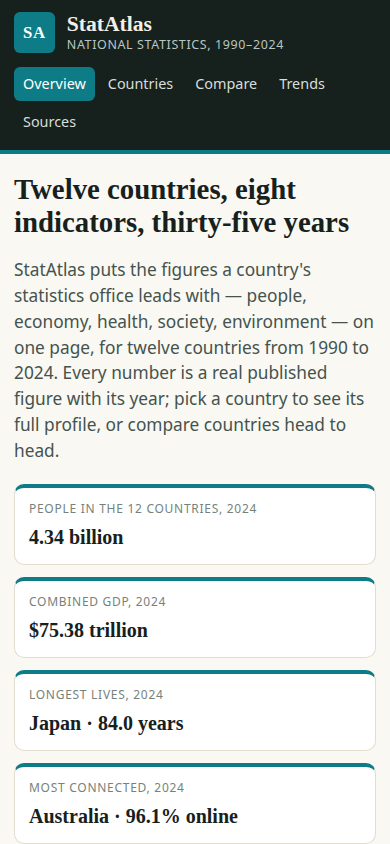 SA
StatAtlas
NATIONAL STATISTICS, 1990–2024
Overview Countries Compare Trends
Sources
Twelve countries, eight
indicators, thirty-five years
StatAtlas puts the figures a country's
statistics office leads with — people,
economy, health, society, environment — on
one page, for twelve countries from 1990 to
2024. Every number is a real published
figure with its year; pick a country to see its
full profile, or compare countries head to
head.
PEOPLE IN THE 12 COUNTRIES, 2024
4.34 billion
COMBINED GDP, 2024
$75.38 trillion
LONGEST LIVES, 2024
Japan · 84.0 years
MOST CONNECTED, 2024
Australia · 96.1% online